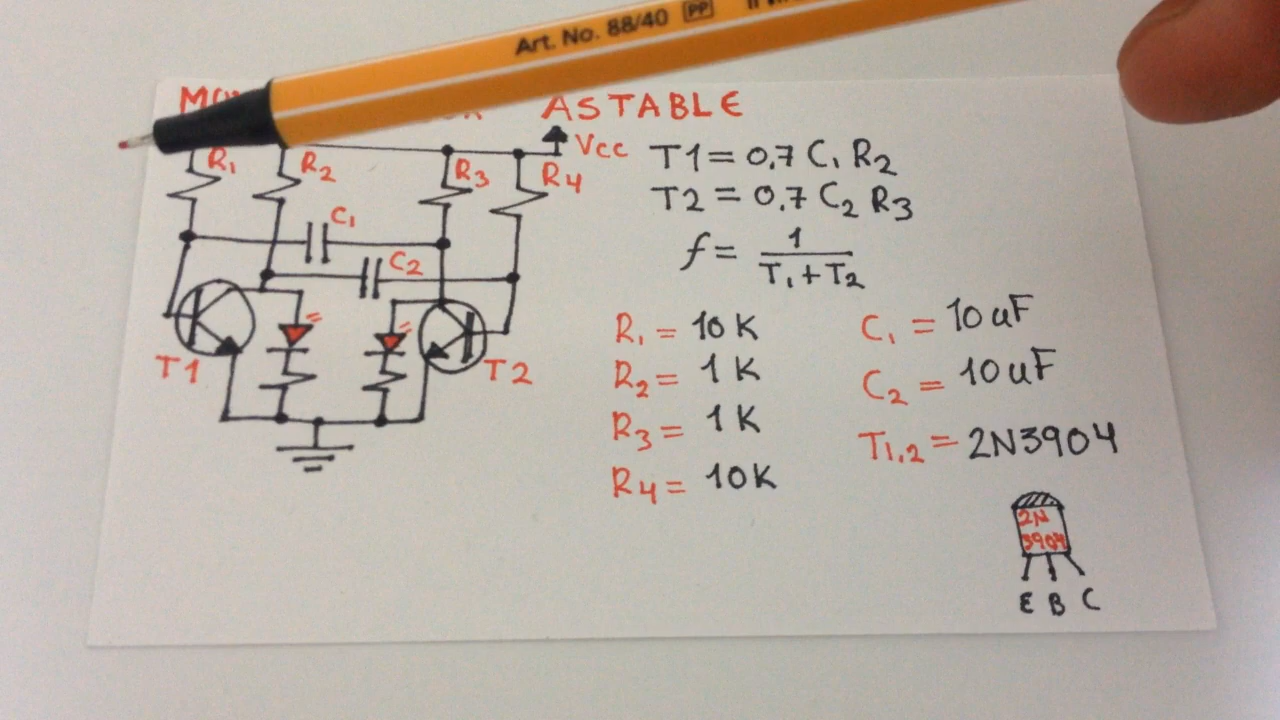 Art. No. 88/40 PP
ASTABLE
Vcc
R1
R2
R3
R4
C1
C2
T1
T2
T1 = 0,7 C1 R2
T2 = 0,7 C2 R3
f = 1 / T1 + T2
R1 = 10 K
R2 = 1 K
R3 = 1 K
R4 = 10K
C1 = 10 uF
C2 = 10 uF
T1,2 = 2N3904
2N
3904
E B C